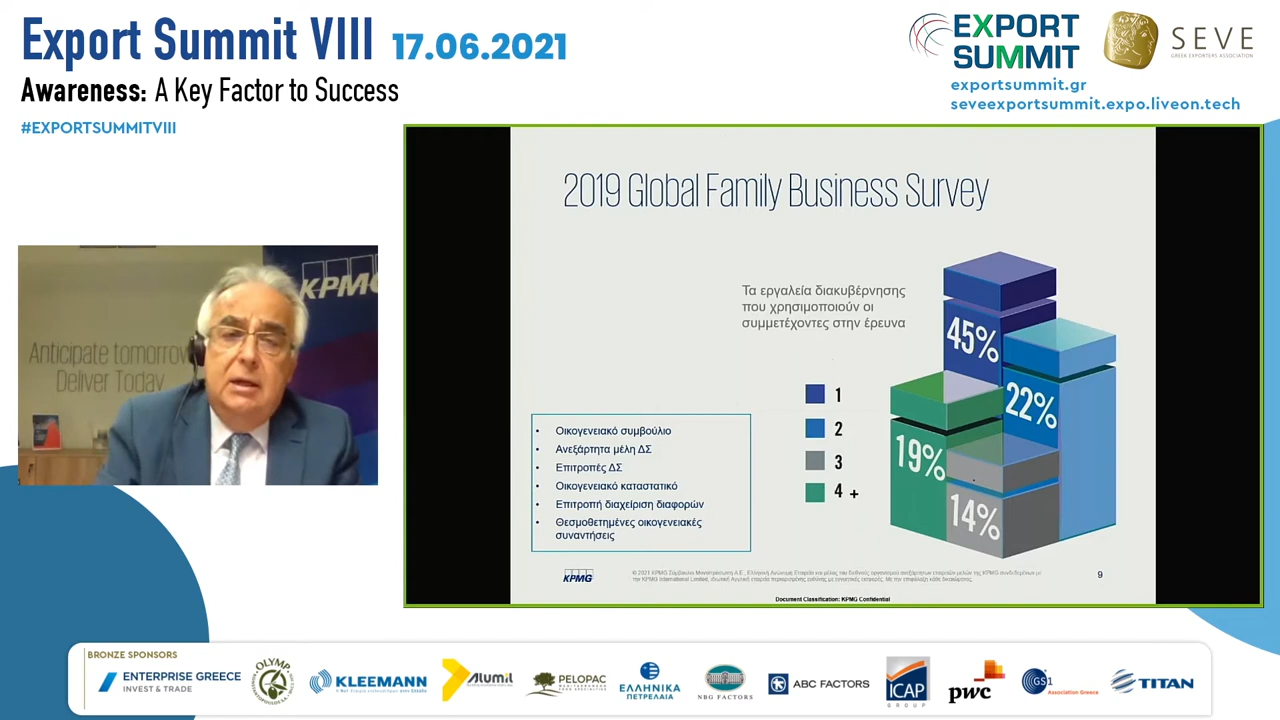 Export Summit VIII 17.06.2021
Awareness: A Key Factor to Success
#EXPORTSUMMITVIII
EXPORT
SUMMIT
SEVE
GREEK EXPORTERS ASSOCIATION
exportsummit.gr
seveexportsummit.expo.liveon.tech
KPMG
Anticipate tomorrow
Deliver Today
2019 Global Family Business Survey
Τα εργαλεία διακυβέρνησης
που χρησιμοποιούν οι
συμμετέχοντες στην έρευνα
45%
22%
19%
14%
1
2
3
4 +
• Οικογενειακό συμβούλιο
• Ανεξάρτητα μέλη ΔΣ
• Επιτροπές ΔΣ
• Οικογενειακό καταστατικό
• Επιτροπή διαχείριση διαφορών
• Θεσμοθετημένες οικογενειακές
συναντήσεις
KPMG
9
Document Classification: KPMG Confidential
BRONZE SPONSORS
ENTERPRISE GREECE
INVEST & TRADE
OLYMP
KLEEMANN
Alumil
PELOPAC
ΕΛΛΗΝΙΚΑ
ΠΕΤΡΕΛΑΙΑ
NBG FACTORS
ABC FACTORS
ICAP
GROUP
pwc
GS1
Association Greece
TITAN